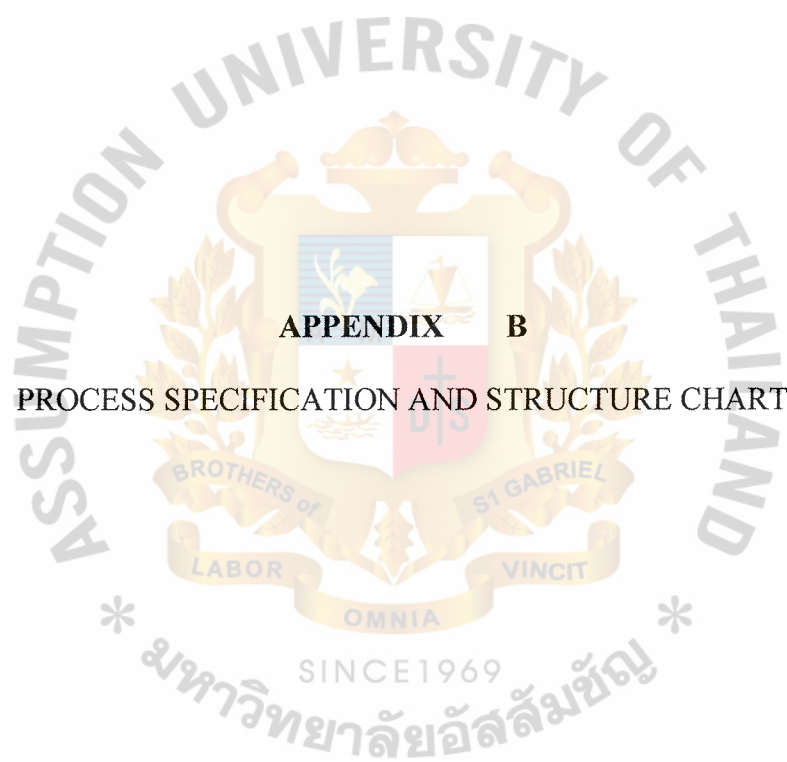 ASSUMPTION UNIVERSITY OF THAILAND
APPENDIX B
PROCESS SPECIFICATION AND STRUCTURE CHART
D S
BROTHERS of S1 GABRIEL
LABOR OMNIA VINCIT
SINCE1969
* มหาวิทยาลัยอัสสัมชัญ *